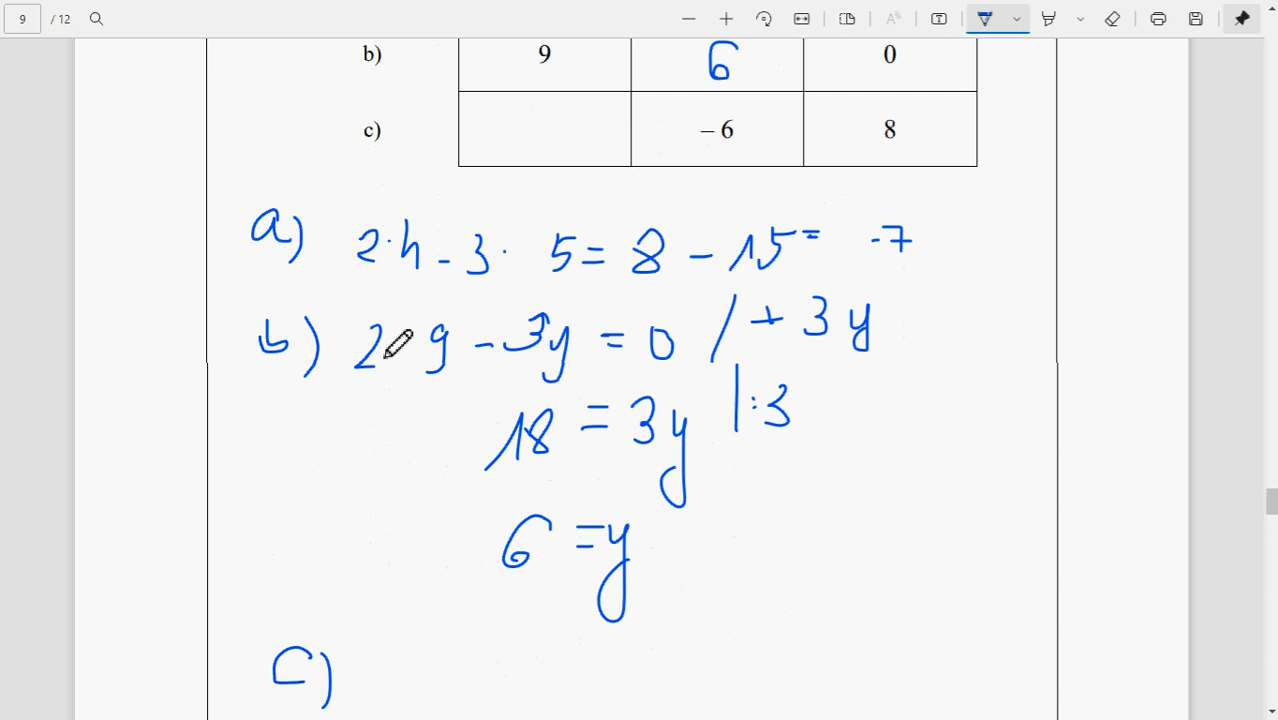 9 / 12
b) 9 6 0
c) – 6 8
a) 2·4 - 3· 5 = 8 - 15 = -7
b) 2 9 - 3y = 0 / + 3y
18 = 3y |:3
6 = y
c)